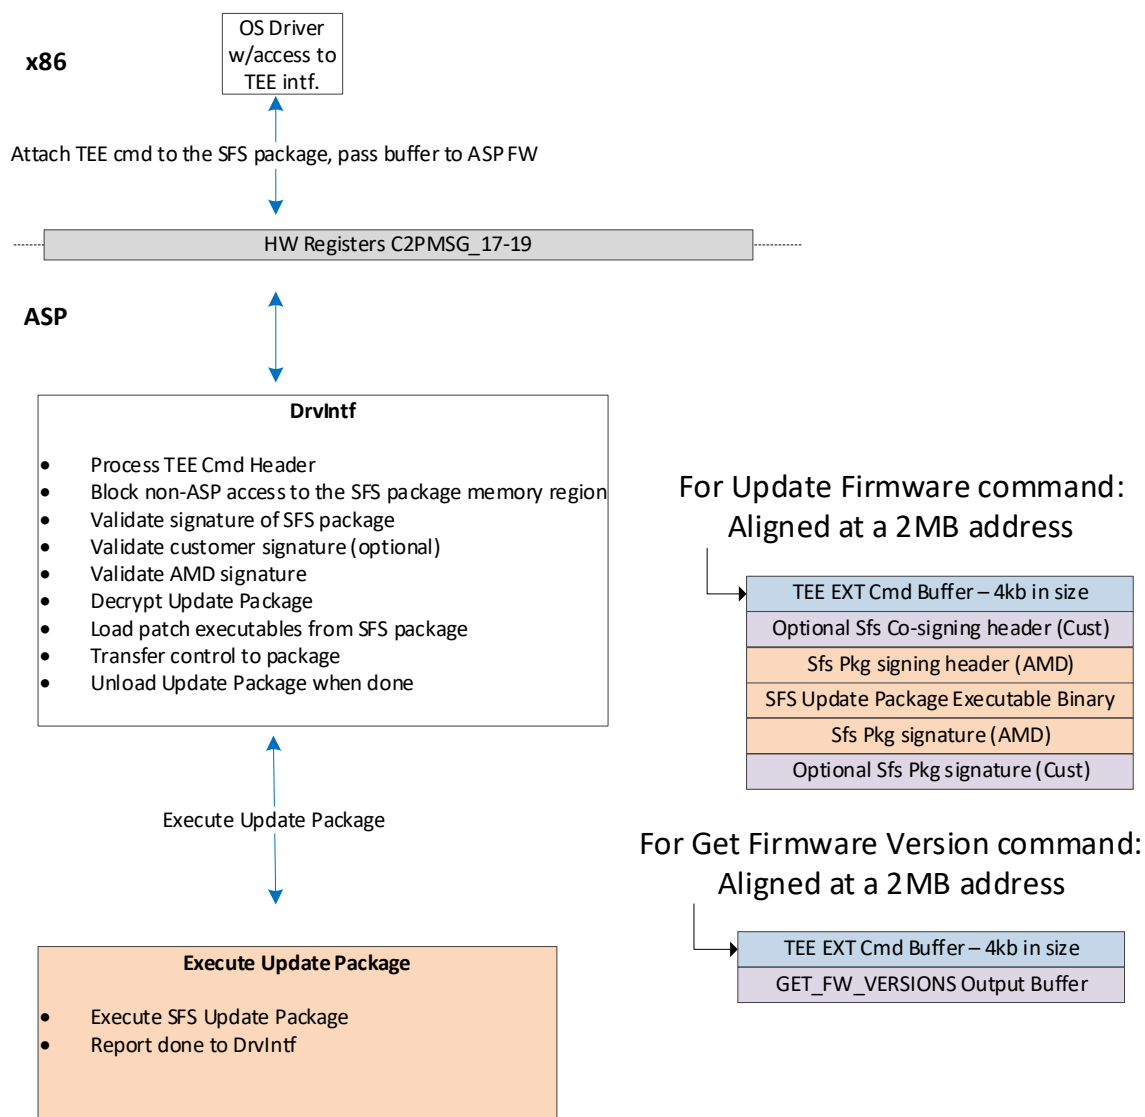 OS Driver
w/access to
TEE intf.
x86
Attach TEE cmd to the SFS package, pass buffer to ASP FW
HW Registers C2PMSG_17-19
ASP
DrvIntf
• Process TEE Cmd Header
• Block non-ASP access to the SFS package memory region
• Validate signature of SFS package
• Validate customer signature (optional)
• Validate AMD signature
• Decrypt Update Package
• Load patch executables from SFS package
• Transfer control to package
• Unload Update Package when done
Execute Update Package
Execute Update Package
• Execute SFS Update Package
• Report done to DrvIntf
For Update Firmware command:
Aligned at a 2MB address
TEE EXT Cmd Buffer – 4kb in size
Optional Sfs Co-signing header (Cust)
Sfs Pkg signing header (AMD)
SFS Update Package Executable Binary
Sfs Pkg signature (AMD)
Optional Sfs Pkg signature (Cust)
For Get Firmware Version command:
Aligned at a 2MB address
TEE EXT Cmd Buffer – 4kb in size
GET_FW_VERSIONS Output Buffer